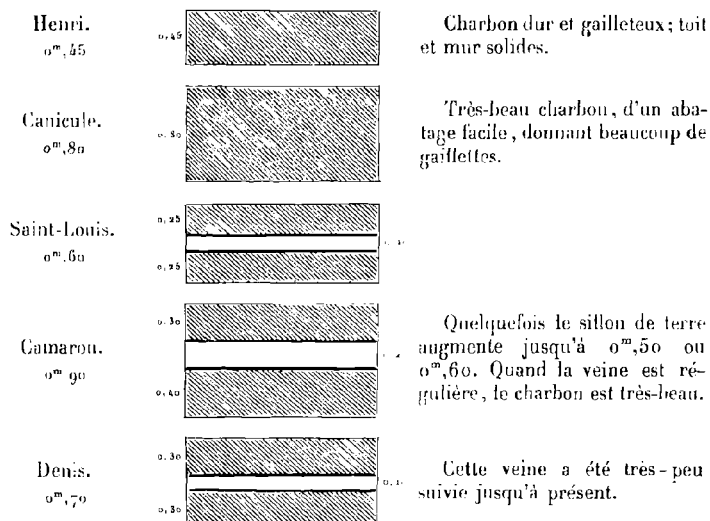 Henri.
0ᵐ,45
0,45
Charbon dur et gailleteux; toit
et mur solides.
Canicule.
0ᵐ,80
0,80
Très-beau charbon, d'un aba-
tage facile, donnant beaucoup de
gaillettes.
Saint-Louis.
0ᵐ,60
0,25
0,25
Camarou.
0ᵐ 90
0,30
0,40
Quelquefois le sillon de terre
augmente jusqu'à 0ᵐ,50 ou
0ᵐ,60. Quand la veine est ré-
gulière, le charbon est très-beau.
Denis.
0ᵐ,70
0,30
0,30
Cette veine a été très-peu
suivie jusqu'à présent.